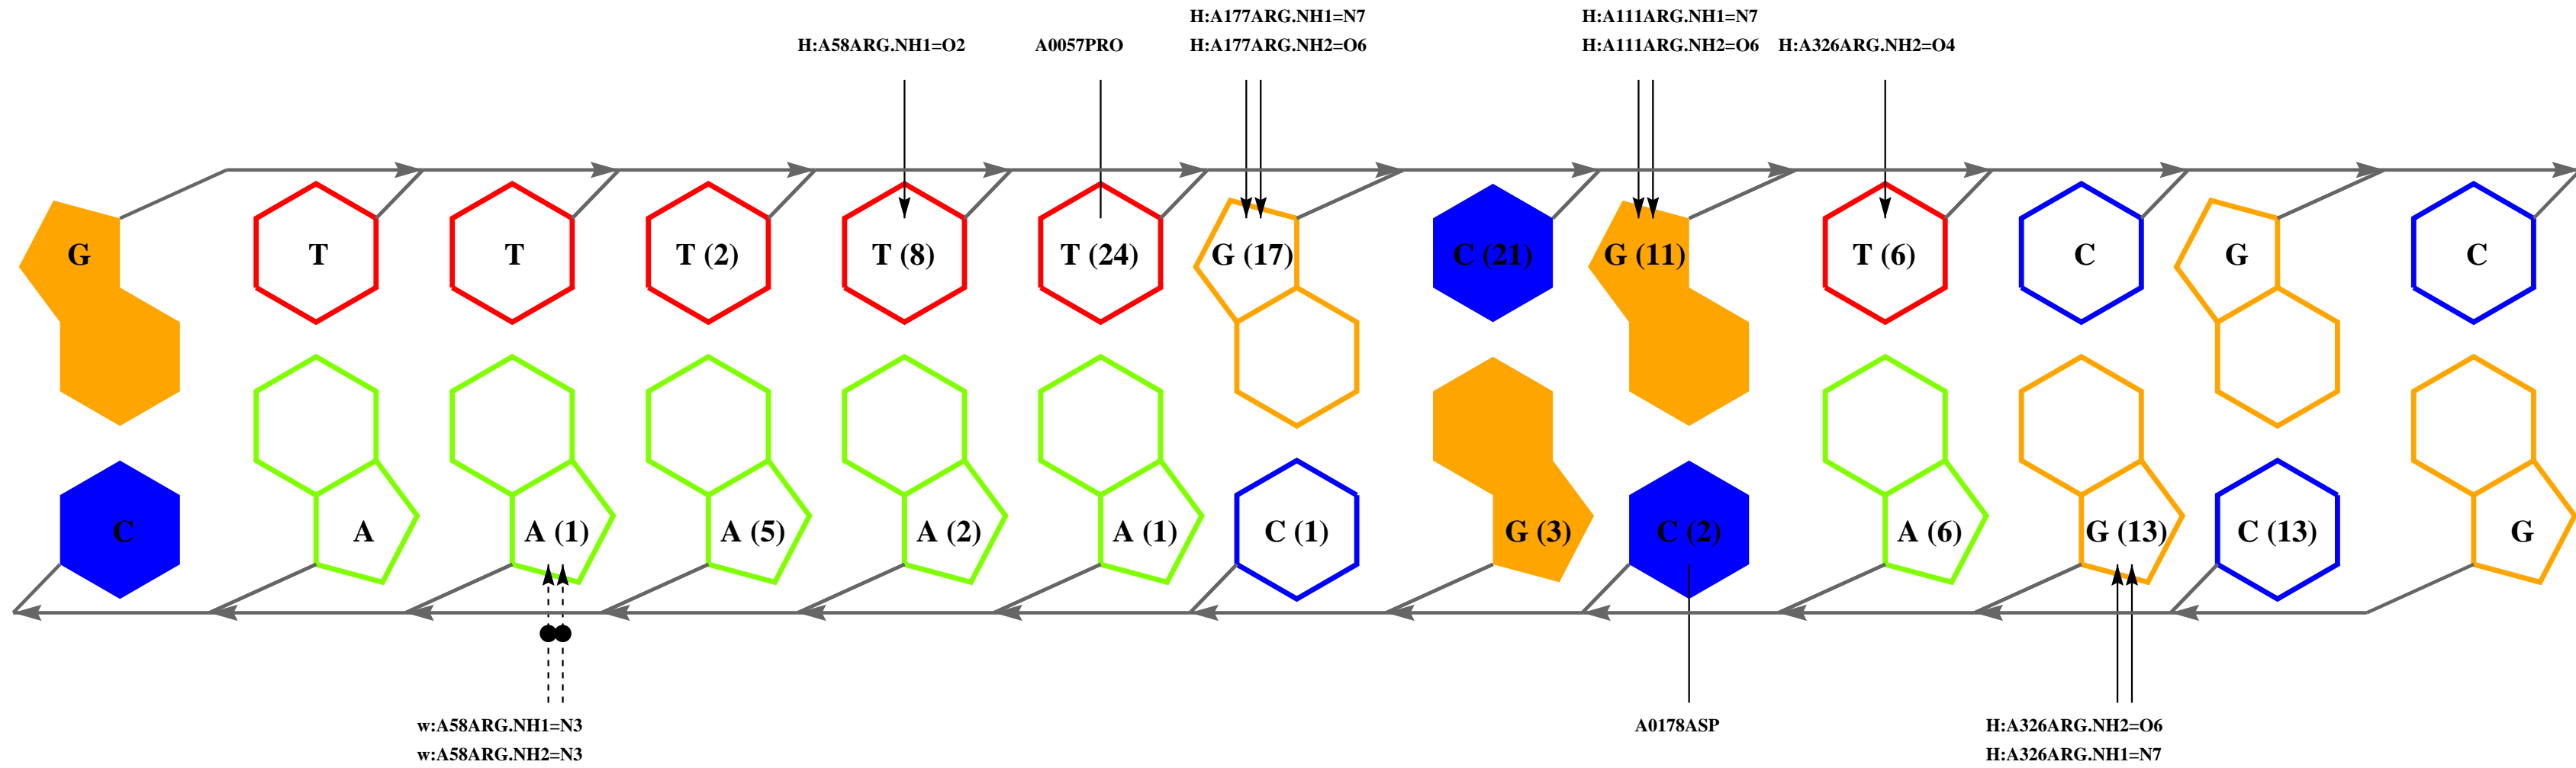 H:A177ARG.NH1=N7 H:A111ARG.NH1=N7
H:A58ARG.NH1=O2 A0057PRO H:A177ARG.NH2=O6 H:A111ARG.NH2=O6 H:A326ARG.NH2=O4
G T T T (2) T (8) T (24) G (17) C (21) G (11) T (6) C G C
C A A (1) A (5) A (2) A (1) C (1) G (3) C (2) A (6) G (13) C (13) G
w:A58ARG.NH1=N3 A0178ASP H:A326ARG.NH2=O6
w:A58ARG.NH2=N3 H:A326ARG.NH1=N7